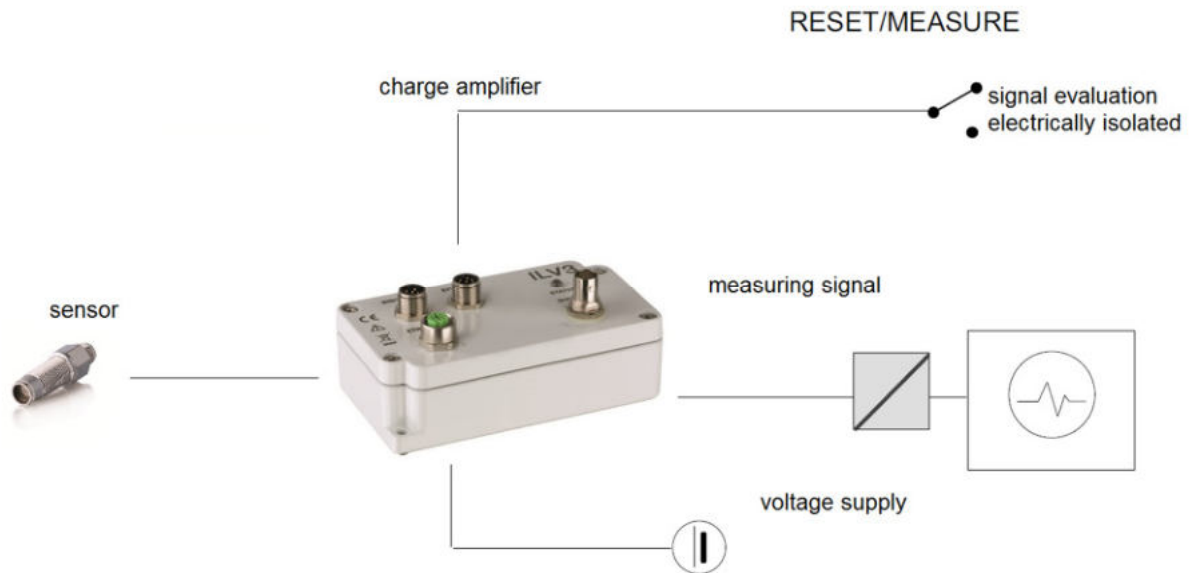 RESET/MEASURE
charge amplifier
signal evaluation
electrically isolated
ILV3
measuring signal
sensor
voltage supply